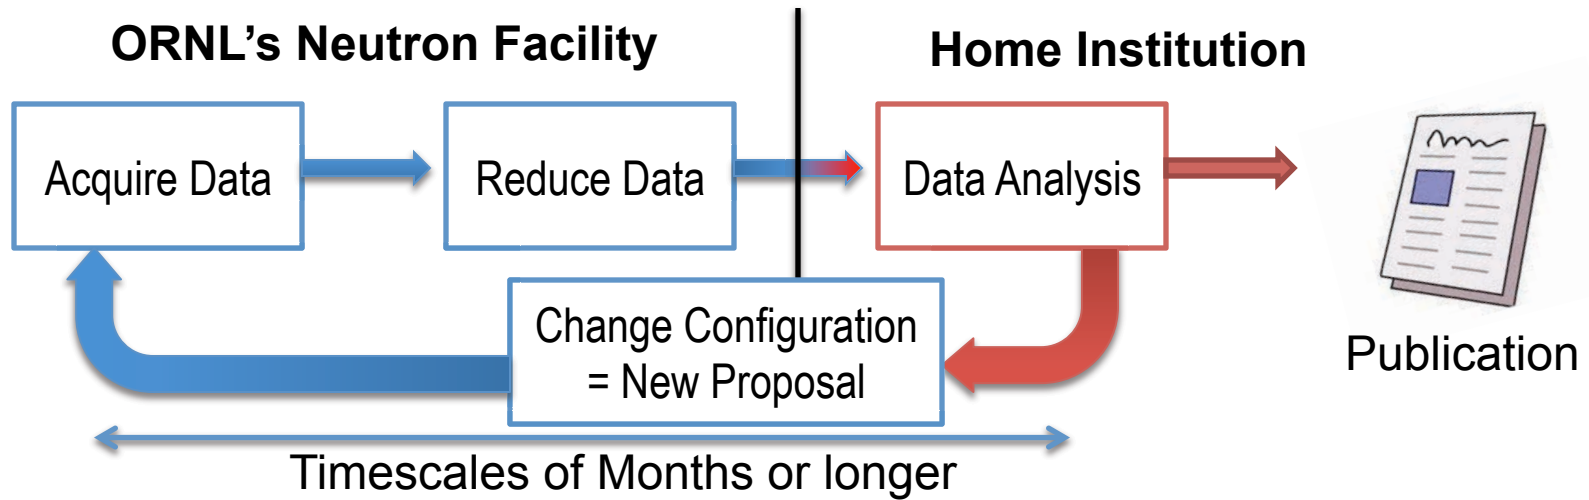 ORNL’s Neutron Facility
Home Institution
Acquire Data
Reduce Data
Data Analysis
Change Configuration
= New Proposal
Publication
Timescales of Months or longer